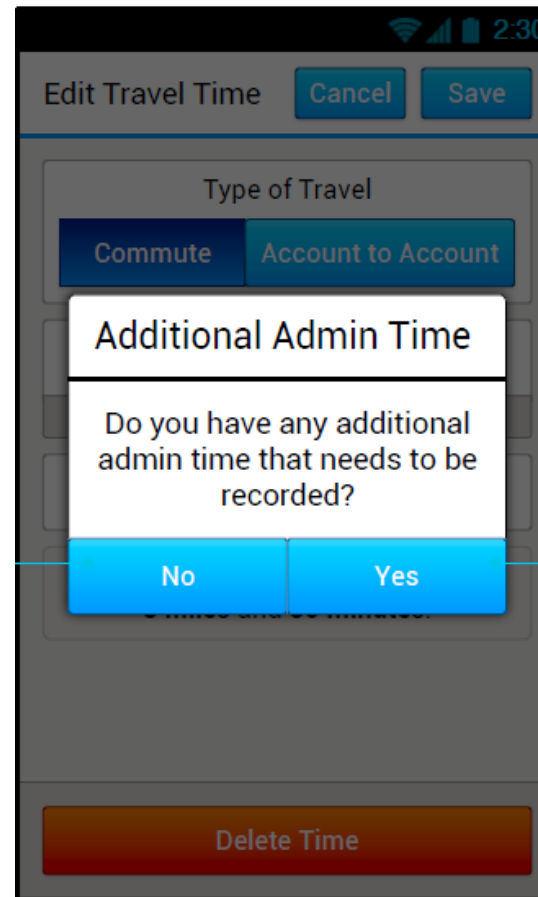 2:30
Edit Travel Time
Cancel
Save
Type of Travel
Commute
Account to Account
Additional Admin Time
Do you have any additional
admin time that needs to be
recorded?
No
Yes
Delete Time